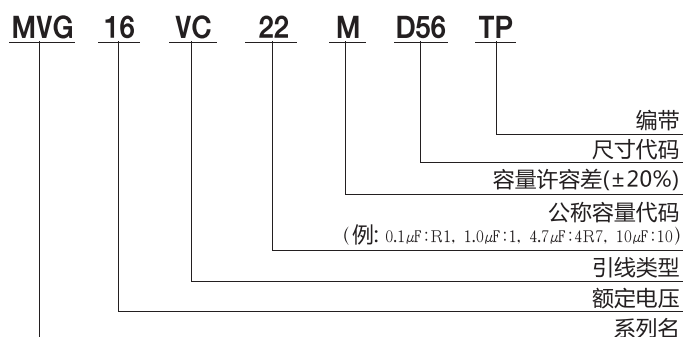 MVG 16 VC 22 M D56 TP
编带
尺寸代码
容量许容差(±20%)
公称容量代码
(例: 0.1μF:R1, 1.0μF:1, 4.7μF:4R7, 10μF:10)
引线类型
额定电压
系列名